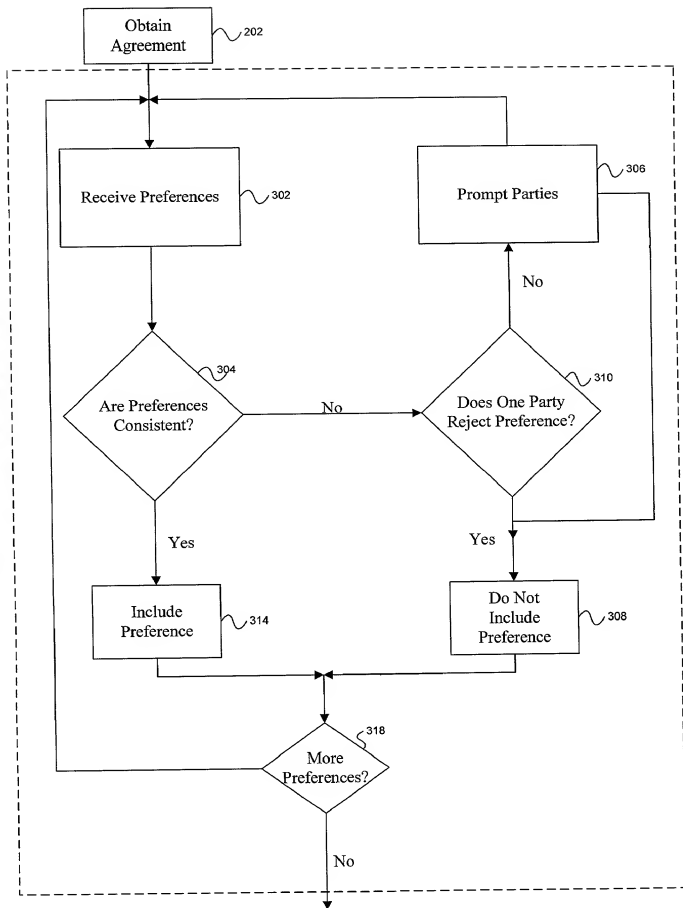 Obtain
Agreement
202
Receive Preferences
302
Prompt Parties
306
No
Are Preferences
Consistent?
304
No
Does One Party
Reject Preference?
310
Yes
Yes
Include
Preference
314
Do Not
Include
Preference
308
More
Preferences?
318
No